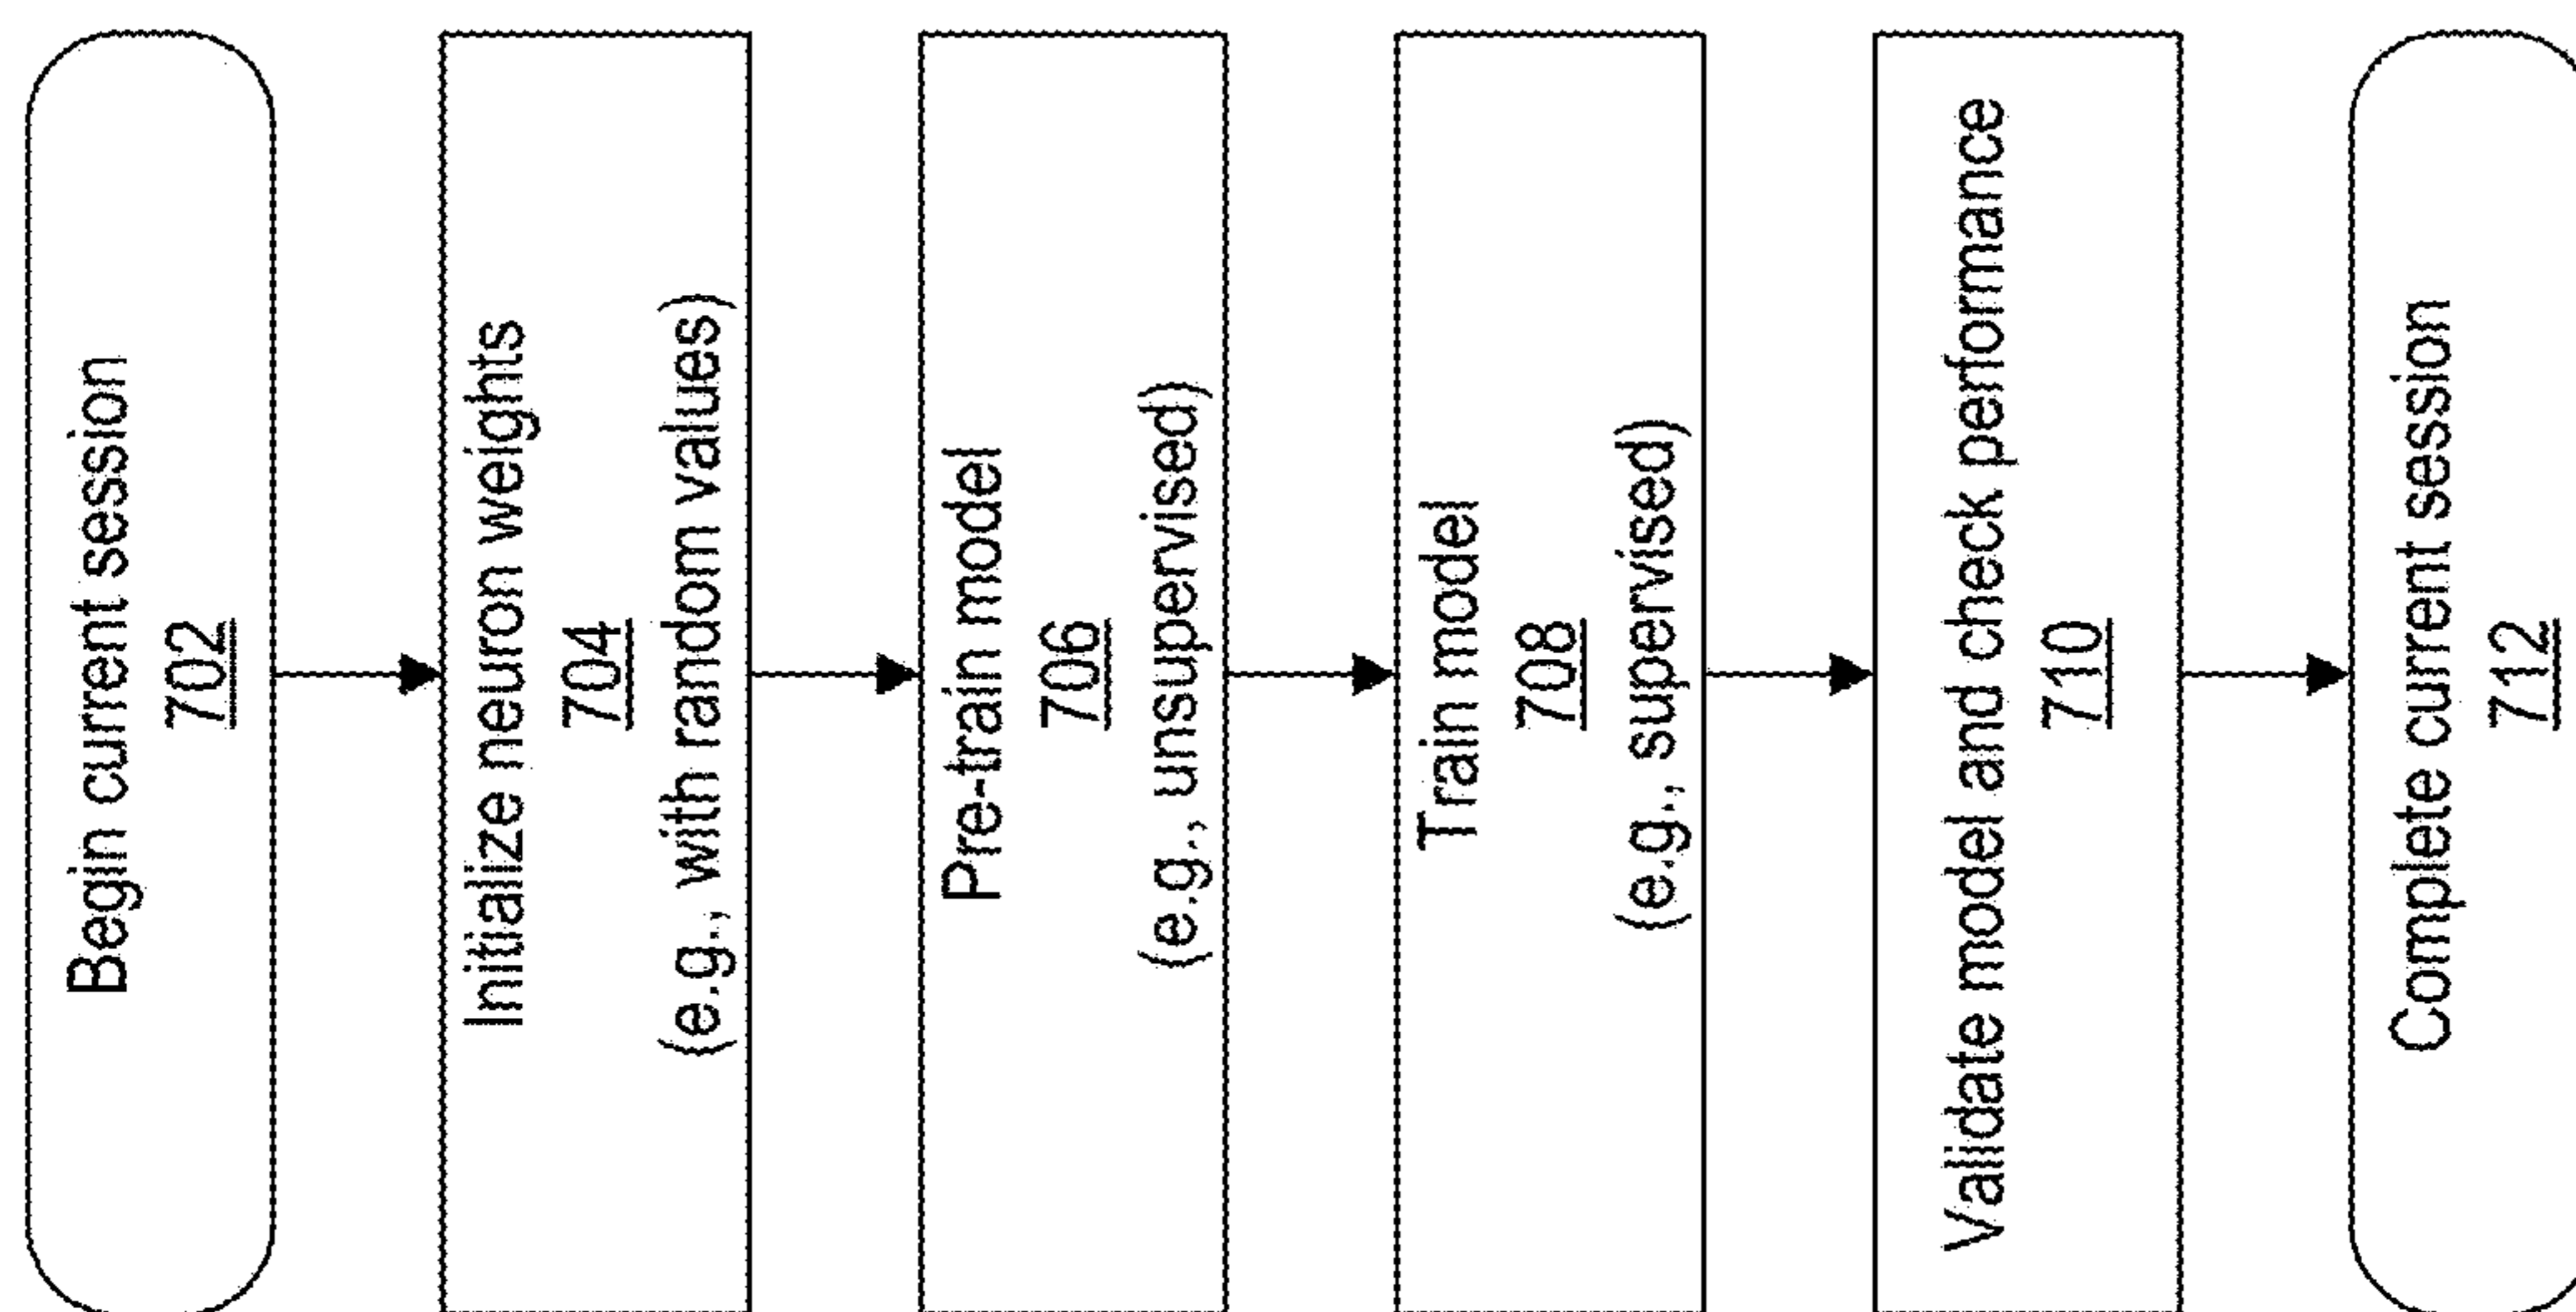 Begin current session
702
Initialize neuron weights
704
(e.g., with random values)
Pre-train model
706
(e.g., unsupervised)
Train model
708
(e.g., supervised)
Validate model and check performance
710
Complete current session
712